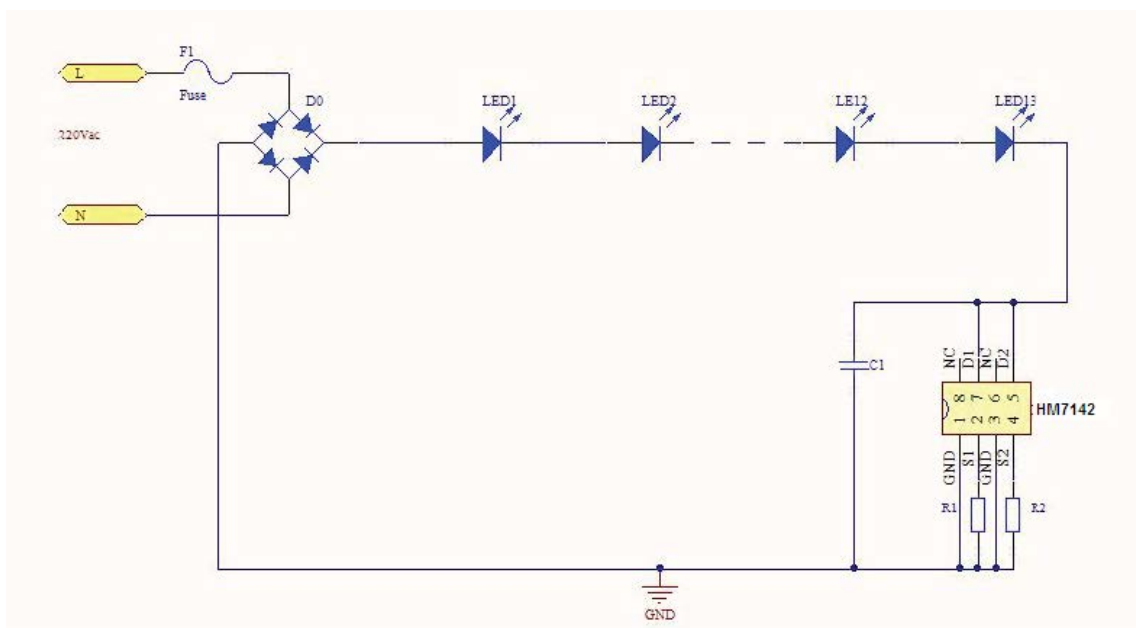 F1
L
Fuse
D0
220Vac
N
LED1
LED2
LE12
LED13
C1
NC
D1
NC
D2
8
7
6
5
1
2
3
4
HM7142
GND
S1
GND
S2
R1
R2
GND